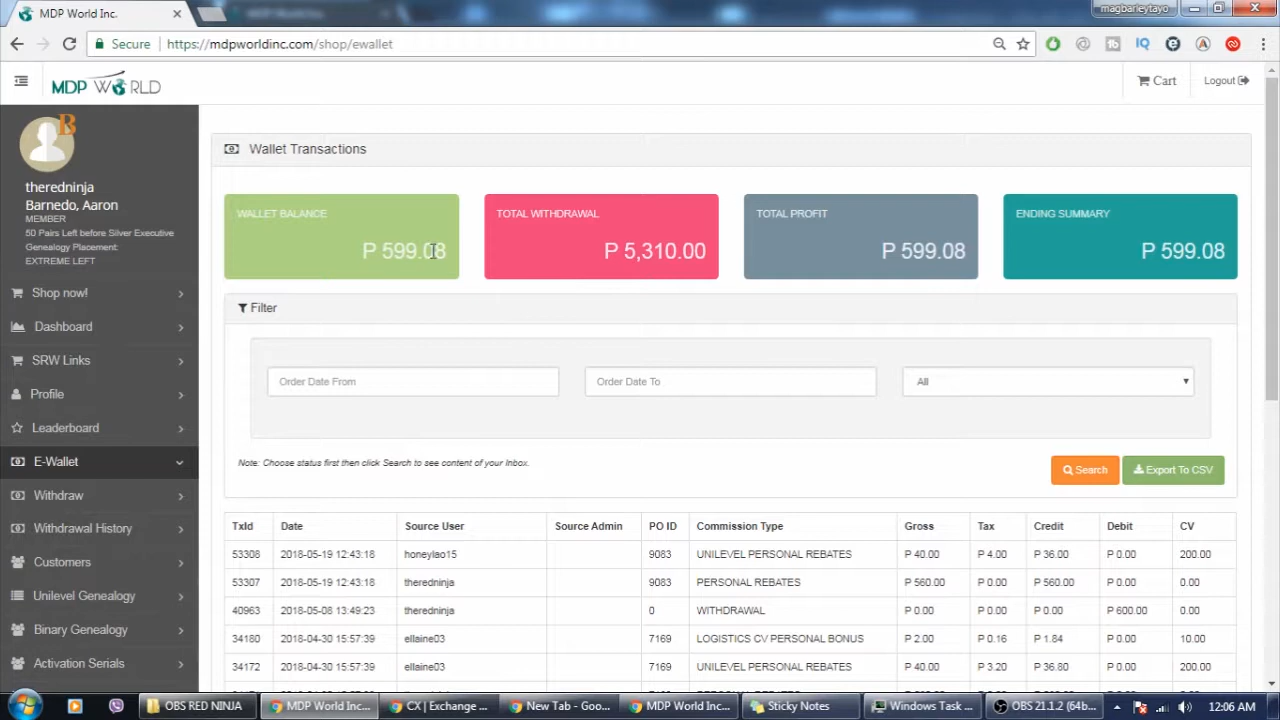 MDP World Inc.
magbarleytayo
Secure
https://mdpworldinc.com/shop/ewallet
MDP WORLD
Cart
Logout
B
theredninja
Barnedo, Aaron
MEMBER
50 Pairs Left before Silver Executive
Genealogy Placement:
EXTREME LEFT
Shop now!
Dashboard
SRW Links
Profile
Leaderboard
E-Wallet
Withdraw
Withdrawal History
Customers
Unilevel Genealogy
Binary Genealogy
Activation Serials
Wallet Transactions
WALLET BALANCE
P 599.08
TOTAL WITHDRAWAL
P 5,310.00
TOTAL PROFIT
P 599.08
ENDING SUMMARY
P 599.08
Filter
Order Date From
Order Date To
All
Note: Choose status first then click Search to see content of your Inbox.
Search
Export To CSV
TxId Date Source User Source Admin PO ID Commission Type Gross Tax Credit Debit CV
53308 2018-05-19 12:43:18 honeylao15 9083 UNILEVEL PERSONAL REBATES P 40.00 P 4.00 P 36.00 P 0.00 200.00
53307 2018-05-19 12:43:18 theredninja 9083 PERSONAL REBATES P 560.00 P 0.00 P 560.00 P 0.00 0.00
40963 2018-05-08 13:49:23 theredninja 0 WITHDRAWAL P 0.00 P 0.00 P 0.00 P 600.00 0.00
34180 2018-04-30 15:57:39 ellaine03 7169 LOGISTICS CV PERSONAL BONUS P 2.00 P 0.16 P 1.84 P 0.00 10.00
34172 2018-04-30 15:57:39 ellaine03 7169 UNILEVEL PERSONAL REBATES P 40.00 P 3.20 P 36.80 P 0.00 200.00
OBS RED NINJA
MDP World Inc...
CX | Exchange ...
New Tab - Goo...
MDP World Inc...
Sticky Notes
Windows Task ...
OBS 21.1.2 (64b...
12:06 AM